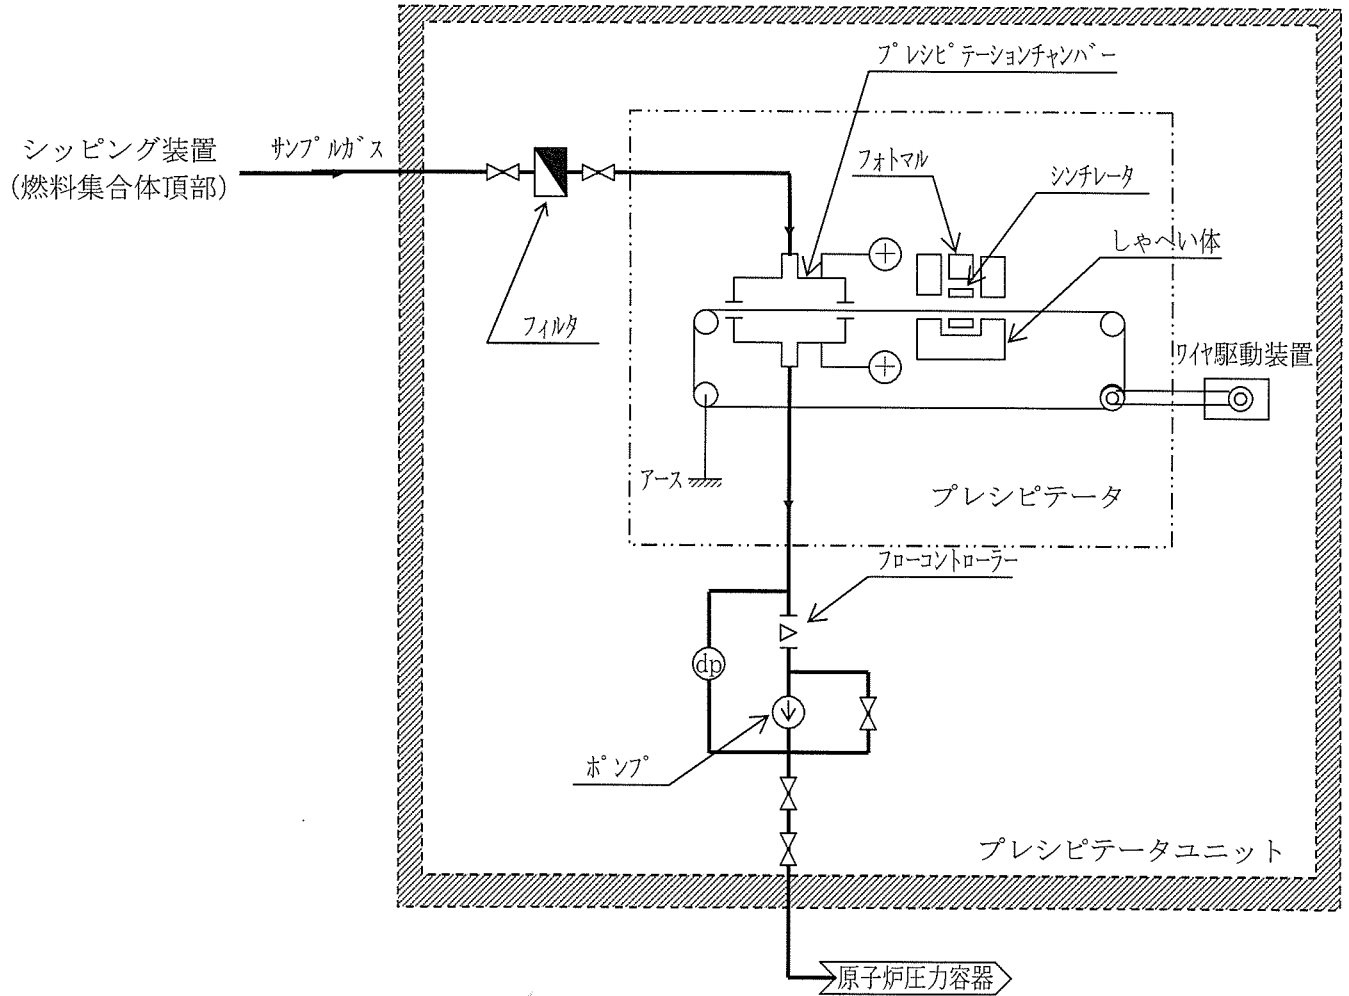 ﾌﾟﾚｼﾋﾟﾃｰｼｮﾝﾁｬﾝﾊﾞｰ
シッピング装置
(燃料集合体頂部)
ｻﾝﾌﾟﾙｶﾞｽ
ﾌｫﾄﾏﾙ
ｼﾝﾁﾚｰﾀ
しゃへい体
ﾌｨﾙﾀ
ﾜｲﾔ駆動装置
ｱｰｽ
プレシピテータ
ﾌﾛｰｺﾝﾄﾛｰﾗｰ
dp
ﾎﾟﾝﾌﾟ
プレシピテータユニット
原子炉圧力容器